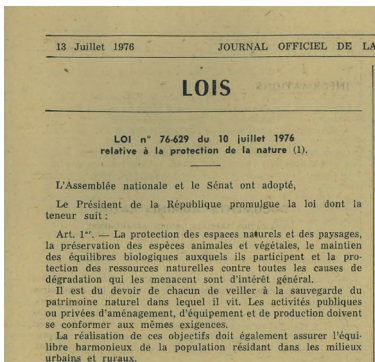 13 Juillet 1976 JOURNAL OFFICIEL DE LA
LOIS
LOI n° 76-629 du 10 juillet 1976
relative à la protection de la nature (1).
L'Assemblée nationale et le Sénat ont adopté,
Le Président de la République promulgue la loi dont la
teneur suit :
Art. 1er. — La protection des espaces naturels et des paysages,
la préservation des espèces animales et végétales, le maintien
des équilibres biologiques auxquels ils participent et la pro-
tection des ressources naturelles contre toutes les causes de
dégradation qui les menacent sont d'intérêt général.
Il est du devoir de chacun de veiller à la sauvegarde du
patrimoine naturel dans lequel il vit. Les activités publiques
ou privées d'aménagement, d'équipement et de production doivent
se conformer aux mêmes exigences.
La réalisation de ces objectifs doit également assurer l'équi-
libre harmonieux de la population résidant dans les milieux
urbains et ruraux.